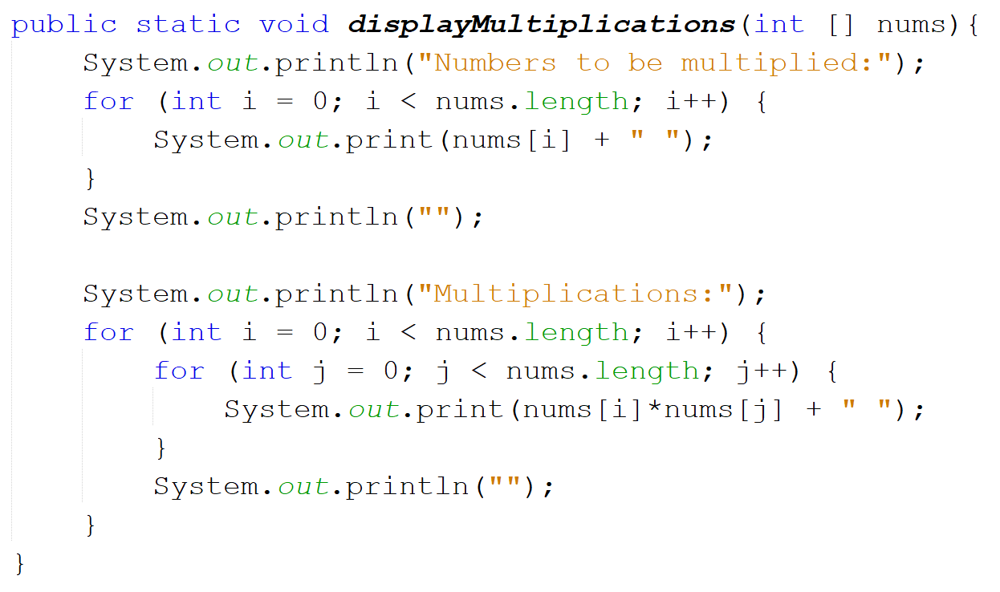 public static void displayMultiplications(int [] nums){
    System.out.println("Numbers to be multiplied:");
    for (int i = 0; i < nums.length; i++) {
        System.out.print(nums[i] + " ");
    }
    System.out.println("");

    System.out.println("Multiplications:");
    for (int i = 0; i < nums.length; i++) {
        for (int j = 0; j < nums.length; j++) {
            System.out.print(nums[i]*nums[j] + " ");
        }
        System.out.println("");
    }
}